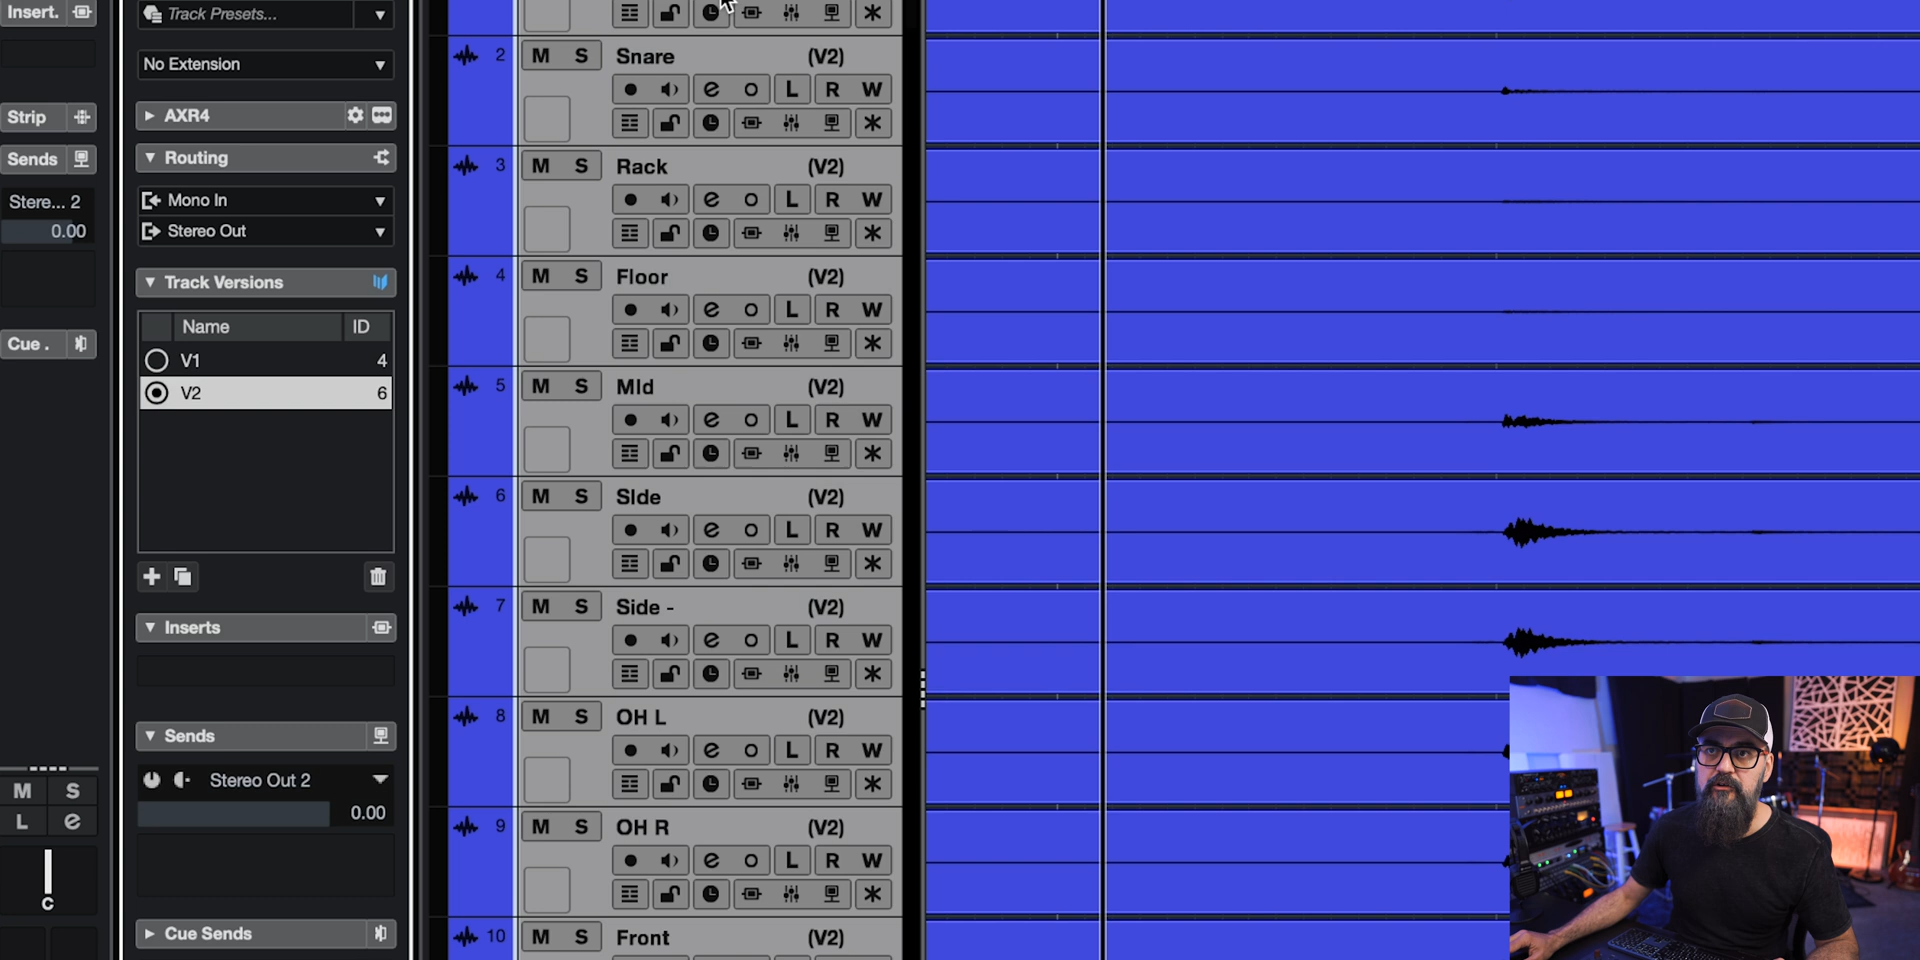 Insert.
Strip
Sends
Stere... 2
0.00
Cue .
M S
L e
C
Track Presets...
No Extension
AXR4
Routing
Mono In
Stereo Out
Track Versions
Name ID
V1 4
V2 6
Inserts
Sends
Stereo Out 2
0.00
Cue Sends
2 M S Snare (V2)
L R W
3 M S Rack (V2)
L R W
4 M S Floor (V2)
L R W
5 M S MId (V2)
L R W
6 M S SIde (V2)
L R W
7 M S Side - (V2)
L R W
8 M S OH L (V2)
L R W
9 M S OH R (V2)
L R W
10 M S Front (V2)